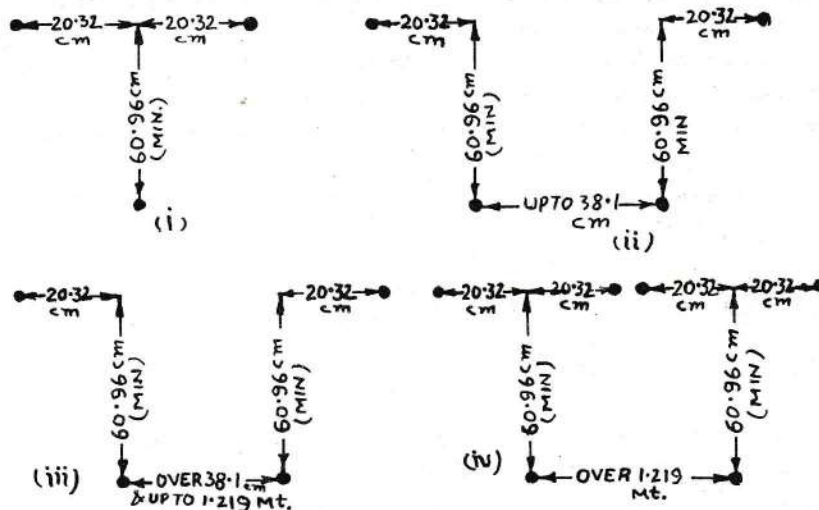 20.32 cm
20.32 cm
60.96 cm (MIN.)
(i)
20.32 cm
20.32 cm
60.96 cm (MIN)
60.96 cm MIN
UPTO 38.1 cm
(ii)
20.32 cm
20.32 cm
60.96 cm (MIN)
60.96 cm (MIN)
OVER 38.1 cm
& UPTO 1.219 Mt.
(iii)
20.32 cm
20.32 cm
20.32 cm
20.32 cm
60.96 cm (MIN)
60.96 cm (MIN)
OVER 1.219 Mt.
(iv)